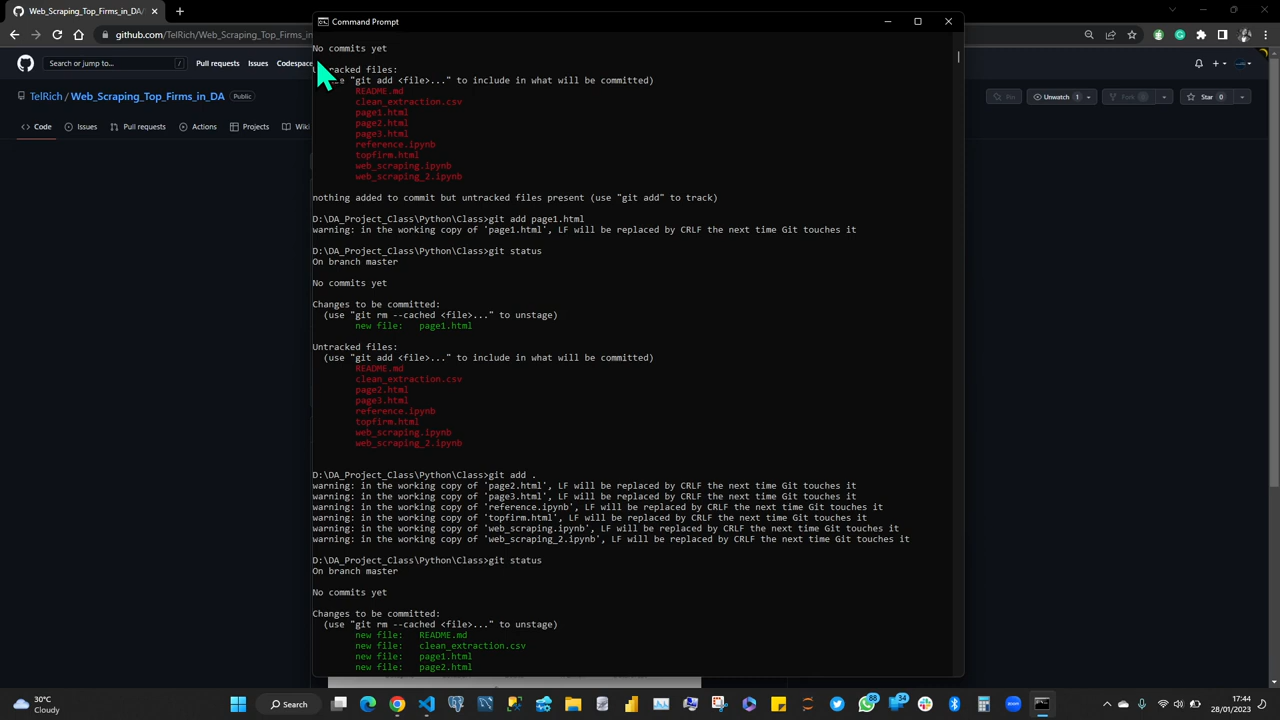 TelRich/Web_Scraping_Top_Firms_in_DA/
Command Prompt
github.com/TelRich/Web_Scraping_Top_Firms_in
Search or jump to...
/
Pull requests
Issues
Codespace
TelRich / Web_Scraping_Top_Firms_in_DA
Public
Pin
Unwatch
1
Fork
Star
0
Code
Issues
Pull requests
Actions
Projects
Wiki
No commits yet
Untracked files:
"git add <file>..." to include in what will be committed)
README.md
clean_extraction.csv
page1.html
page2.html
page3.html
reference.ipynb
topfirm.html
web_scraping.ipynb
web_scraping_2.ipynb
nothing added to commit but untracked files present (use "git add" to track)
D:\DA_Project_Class\Python\Class>git add page1.html
warning: in the working copy of 'page1.html', LF will be replaced by CRLF the next time Git touches it
D:\DA_Project_Class\Python\Class>git status
On branch master
No commits yet
Changes to be committed:
(use "git rm --cached <file>..." to unstage)
new file:   page1.html
Untracked files:
(use "git add <file>..." to include in what will be committed)
README.md
clean_extraction.csv
page2.html
page3.html
reference.ipynb
topfirm.html
web_scraping.ipynb
web_scraping_2.ipynb
D:\DA_Project_Class\Python\Class>git add .
warning: in the working copy of 'page2.html', LF will be replaced by CRLF the next time Git touches it
warning: in the working copy of 'page3.html', LF will be replaced by CRLF the next time Git touches it
warning: in the working copy of 'reference.ipynb', LF will be replaced by CRLF the next time Git touches it
warning: in the working copy of 'topfirm.html', LF will be replaced by CRLF the next time Git touches it
warning: in the working copy of 'web_scraping.ipynb', LF will be replaced by CRLF the next time Git touches it
warning: in the working copy of 'web_scraping_2.ipynb', LF will be replaced by CRLF the next time Git touches it
D:\DA_Project_Class\Python\Class>git status
On branch master
No commits yet
Changes to be committed:
(use "git rm --cached <file>..." to unstage)
new file:   README.md
new file:   clean_extraction.csv
new file:   page1.html
new file:   page2.html
30°C
Cloudy
Search
88
34
17:44
28/01/2023